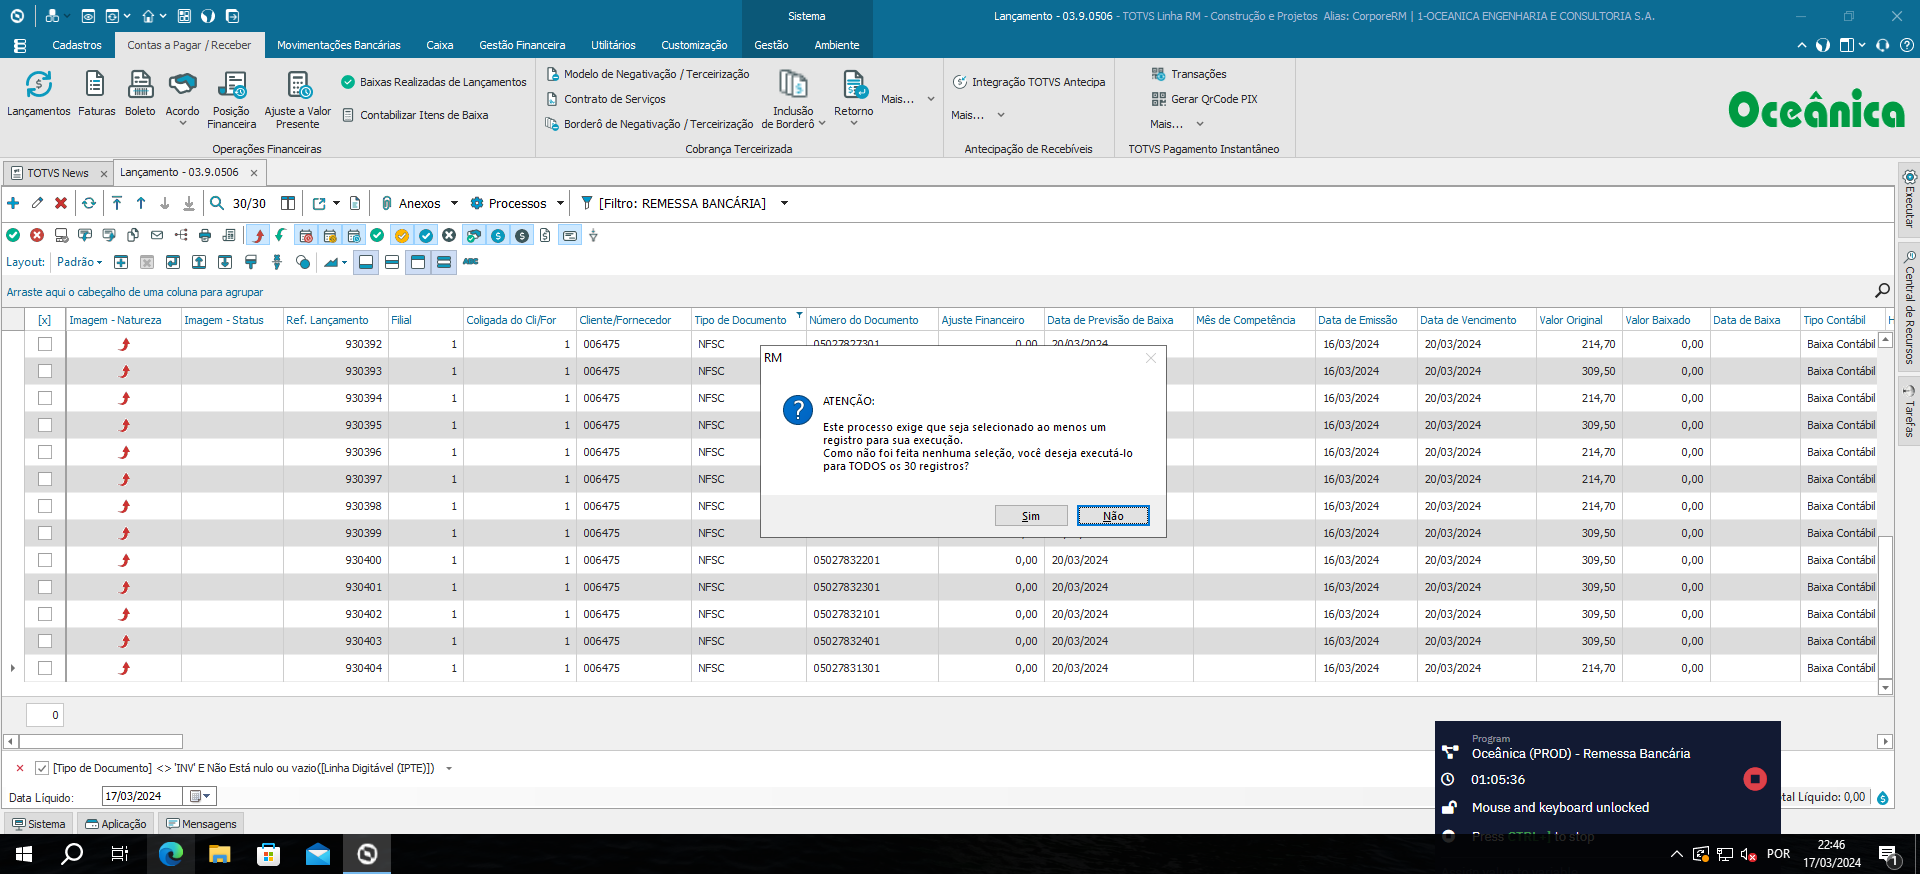 Sistema
Lançamento - 03.9.0506 - TOTVS Linha RM - Construção e Projetos Alias: CorporeRM | 1-OCEANICA ENGENHARIA E CONSULTORIA S.A.
Cadastros Contas a Pagar / Receber Movimentações Bancárias Caixa Gestão Financeira Utilitários Customização Gestão Ambiente
Lançamentos Faturas Boleto Acordo Posição Financeira Ajuste a Valor Presente
Baixas Realizadas de Lançamentos
Contabilizar Itens de Baixa
Operações Financeiras
Modelo de Negativação / Terceirização
Contrato de Serviços
Borderô de Negativação / Terceirização
Inclusão de Borderô Retorno Mais...
Cobrança Terceirizada
Integração TOTVS Antecipa
Mais...
Antecipação de Recebíveis
Transações
Gerar QrCode PIX
Mais...
TOTVS Pagamento Instantâneo
Oceânica
TOTVS News Lançamento - 03.9.0506
30/30 Anexos Processos [Filtro: REMESSA BANCÁRIA]
Layout: Padrão ABC
Arraste aqui o cabeçalho de uma coluna para agrupar
[x] Imagem - Natureza Imagem - Status Ref. Lançamento Filial Coligada do Cli/For Cliente/Fornecedor Tipo de Documento Número do Documento Ajuste Financeiro Data de Previsão de Baixa Mês de Competência Data de Emissão Data de Vencimento Valor Original Valor Baixado Data de Baixa Tipo Contábil H
930392 1 1 006475 NFSC 05027827301 0,00 20/03/2024 16/03/2024 20/03/2024 214,70 0,00 Baixa Contábil
930393 1 1 006475 NFSC 16/03/2024 20/03/2024 309,50 0,00 Baixa Contábil
930394 1 1 006475 NFSC 16/03/2024 20/03/2024 214,70 0,00 Baixa Contábil
930395 1 1 006475 NFSC 16/03/2024 20/03/2024 309,50 0,00 Baixa Contábil
930396 1 1 006475 NFSC 16/03/2024 20/03/2024 214,70 0,00 Baixa Contábil
930397 1 1 006475 NFSC 16/03/2024 20/03/2024 214,70 0,00 Baixa Contábil
930398 1 1 006475 NFSC 16/03/2024 20/03/2024 214,70 0,00 Baixa Contábil
930399 1 1 006475 NFSC 16/03/2024 20/03/2024 309,50 0,00 Baixa Contábil
930400 1 1 006475 NFSC 05027832201 0,00 20/03/2024 16/03/2024 20/03/2024 309,50 0,00 Baixa Contábil
930401 1 1 006475 NFSC 05027832301 0,00 20/03/2024 16/03/2024 20/03/2024 309,50 0,00 Baixa Contábil
930402 1 1 006475 NFSC 05027832101 0,00 20/03/2024 16/03/2024 20/03/2024 309,50 0,00 Baixa Contábil
930403 1 1 006475 NFSC 05027832401 0,00 20/03/2024 16/03/2024 20/03/2024 309,50 0,00 Baixa Contábil
930404 1 1 006475 NFSC 05027831301 0,00 20/03/2024 16/03/2024 20/03/2024 214,70 0,00 Baixa Contábil
RM
ATENÇÃO:
Este processo exige que seja selecionado ao menos um
registro para sua execução.
Como não foi feita nenhuma seleção, você deseja executá-lo
para TODOS os 30 registros?
Sim Não
0
[Tipo de Documento] <> 'INV' E Não Está nulo ou vazio([Linha Digitável (IPTE)])
Data Líquido: 17/03/2024
tal Líquido: 0,00
Sistema Aplicação Mensagens
Executar
Central de Recursos
Tarefas
Program
Oceânica (PROD) - Remessa Bancária
01:05:36
Mouse and keyboard unlocked
Press CTRL+] to stop
POR
22:46
17/03/2024
1